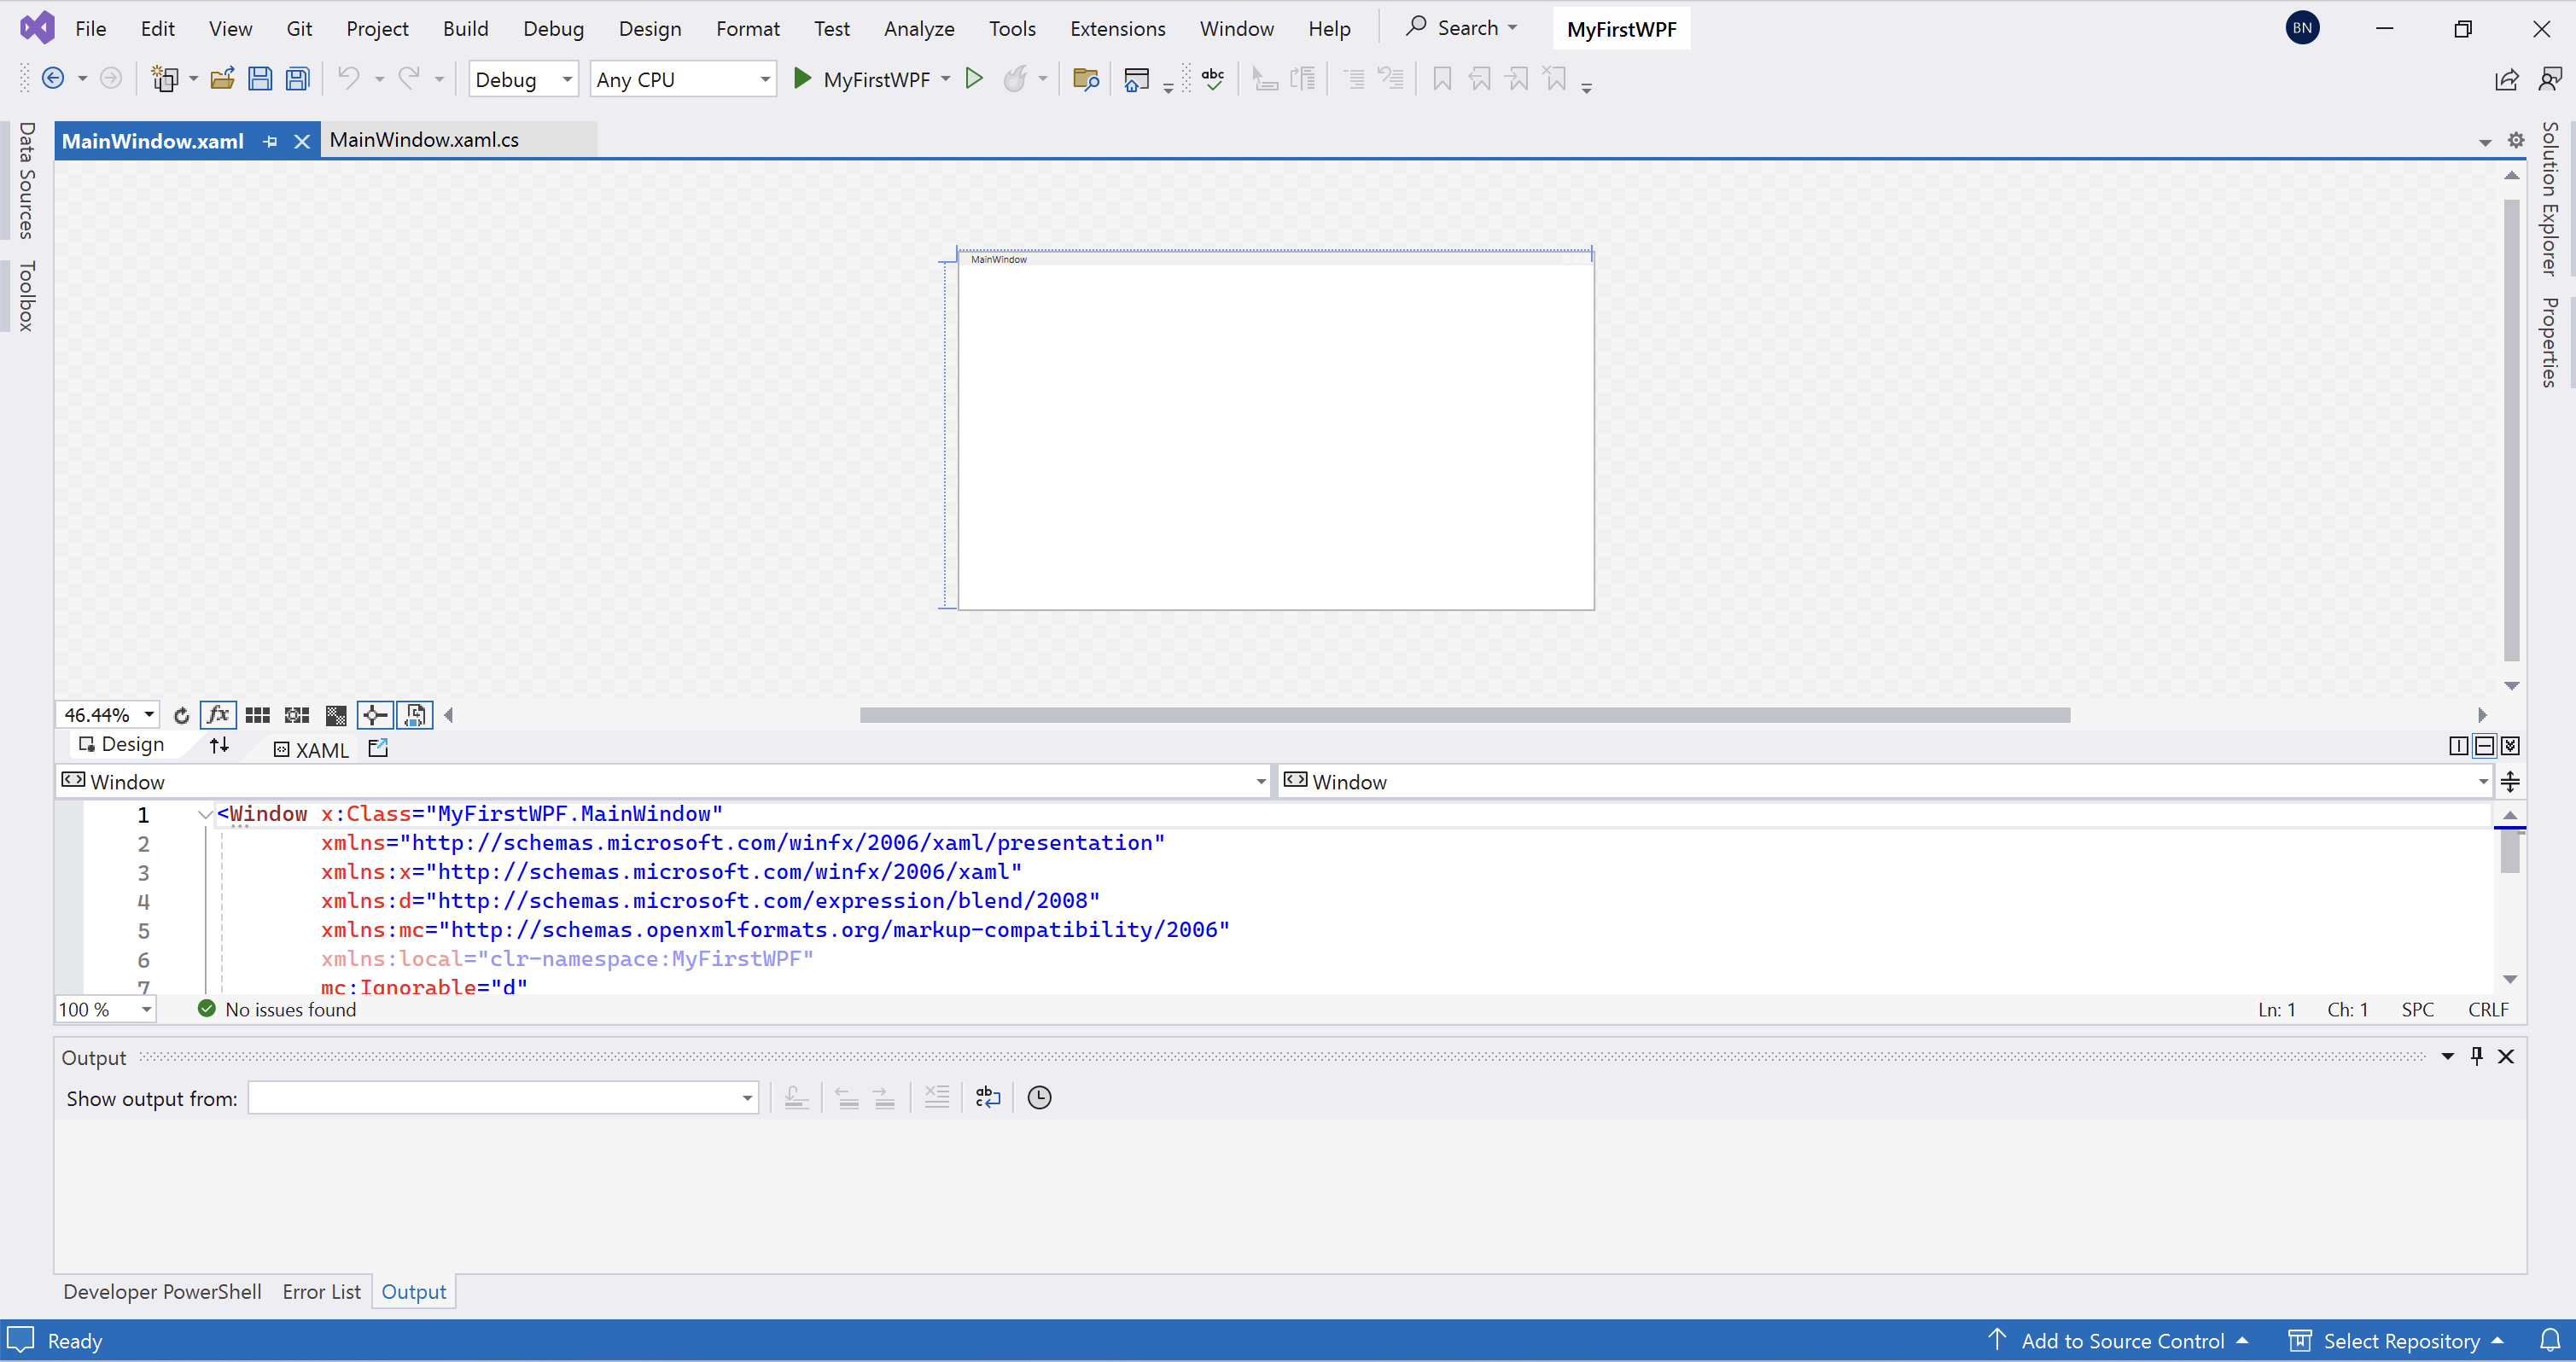 File Edit View Git Project Build Debug Design Format Test Analyze Tools Extensions Window Help Search MyFirstWPF BN
Debug Any CPU MyFirstWPF abc
Data Sources
Toolbox
MainWindow.xaml MainWindow.xaml.cs
Solution Explorer
Properties
MainWindow
46.44% fx
Design XAML
Window Window
1 <Window x:Class="MyFirstWPF.MainWindow"
2 xmlns="http://schemas.microsoft.com/winfx/2006/xaml/presentation"
3 xmlns:x="http://schemas.microsoft.com/winfx/2006/xaml"
4 xmlns:d="http://schemas.microsoft.com/expression/blend/2008"
5 xmlns:mc="http://schemas.openxmlformats.org/markup-compatibility/2006"
6 xmlns:local="clr-namespace:MyFirstWPF"
7 mc:Ignorable="d"
100 % No issues found Ln: 1 Ch: 1 SPC CRLF
Output
Show output from: ab c
Developer PowerShell Error List Output
Ready Add to Source Control Select Repository